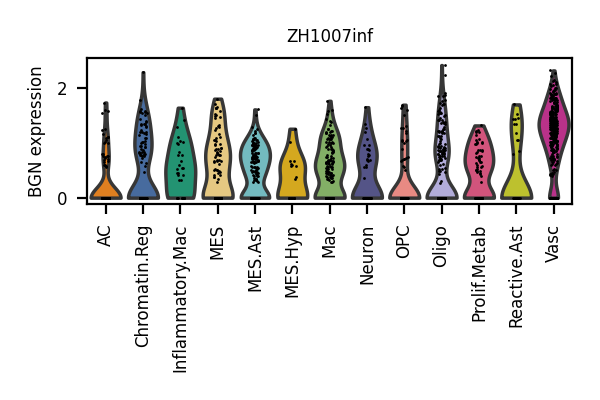 ZH1007inf
BGN expression
2
0
AC
Chromatin.Reg
Inflammatory.Mac
MES
MES.Ast
MES.Hyp
Mac
Neuron
OPC
Oligo
Prolif.Metab
Reactive.Ast
Vasc